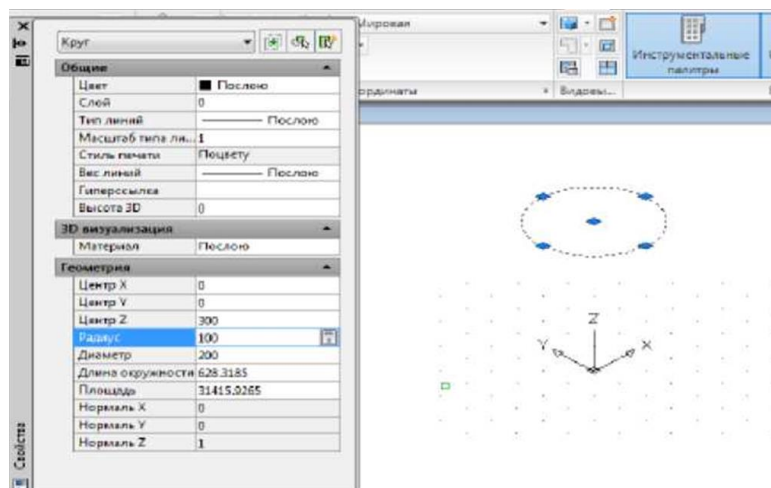 Круг
Общие
Цвет Послою
Слой 0
Тип линий Послою
Масштаб типа ли... 1
Стиль печати Поцвету
Вес линий Послою
Гиперссылка
Высота 3D 0
3D визуализация
Материал Послою
Геометрия
Центр X 0
Центр Y 0
Центр Z 300
Радиус 100
Диаметр 200
Длина окружности 628.3185
Площадь 31415.9265
Нормаль X 0
Нормаль Y 0
Нормаль Z 1
Свойства
Мировая
ординаты
Видовы...
Инструментальные
палитры
Z
Y X